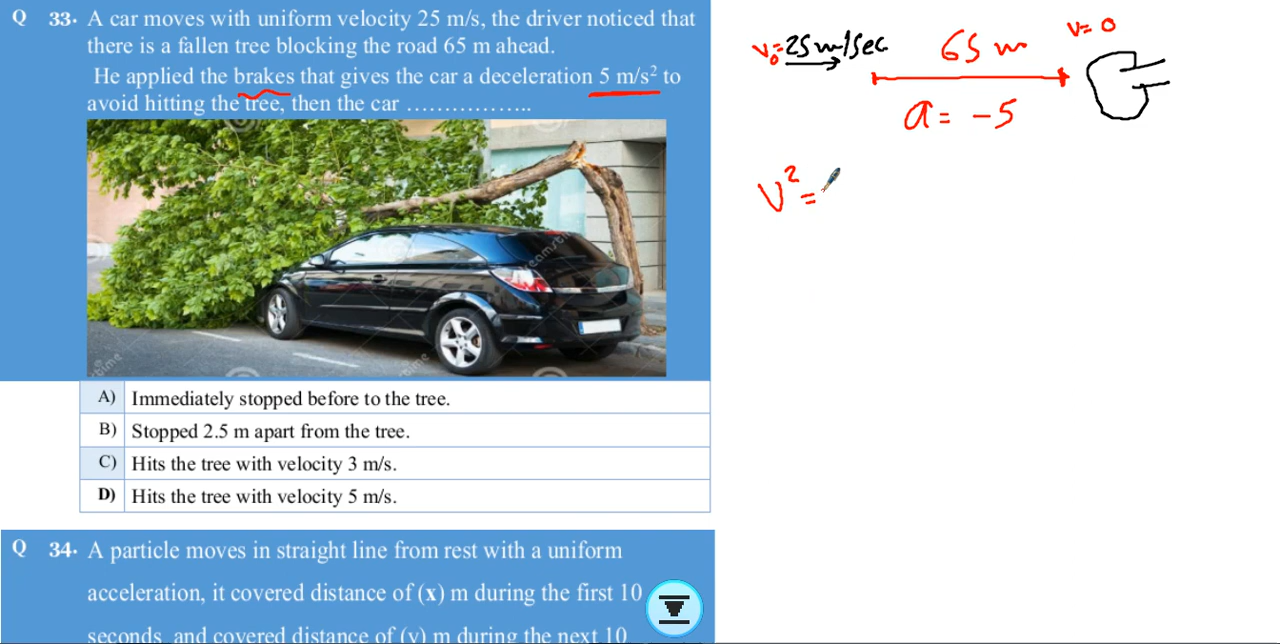 Q 33. A car moves with uniform velocity 25 m/s, the driver noticed that
there is a fallen tree blocking the road 65 m ahead.
He applied the brakes that gives the car a deceleration 5 m/s² to
avoid hitting the tree, then the car ……………..
A) Immediately stopped before to the tree.
B) Stopped 2.5 m apart from the tree.
C) Hits the tree with velocity 3 m/s.
D) Hits the tree with velocity 5 m/s.
Q 34. A particle moves in straight line from rest with a uniform
acceleration, it covered distance of (x) m during the first 10
seconds, and covered distance of (y) m during the next 10
V₀=25m/sec 65 m V= 0
a= -5
V²=